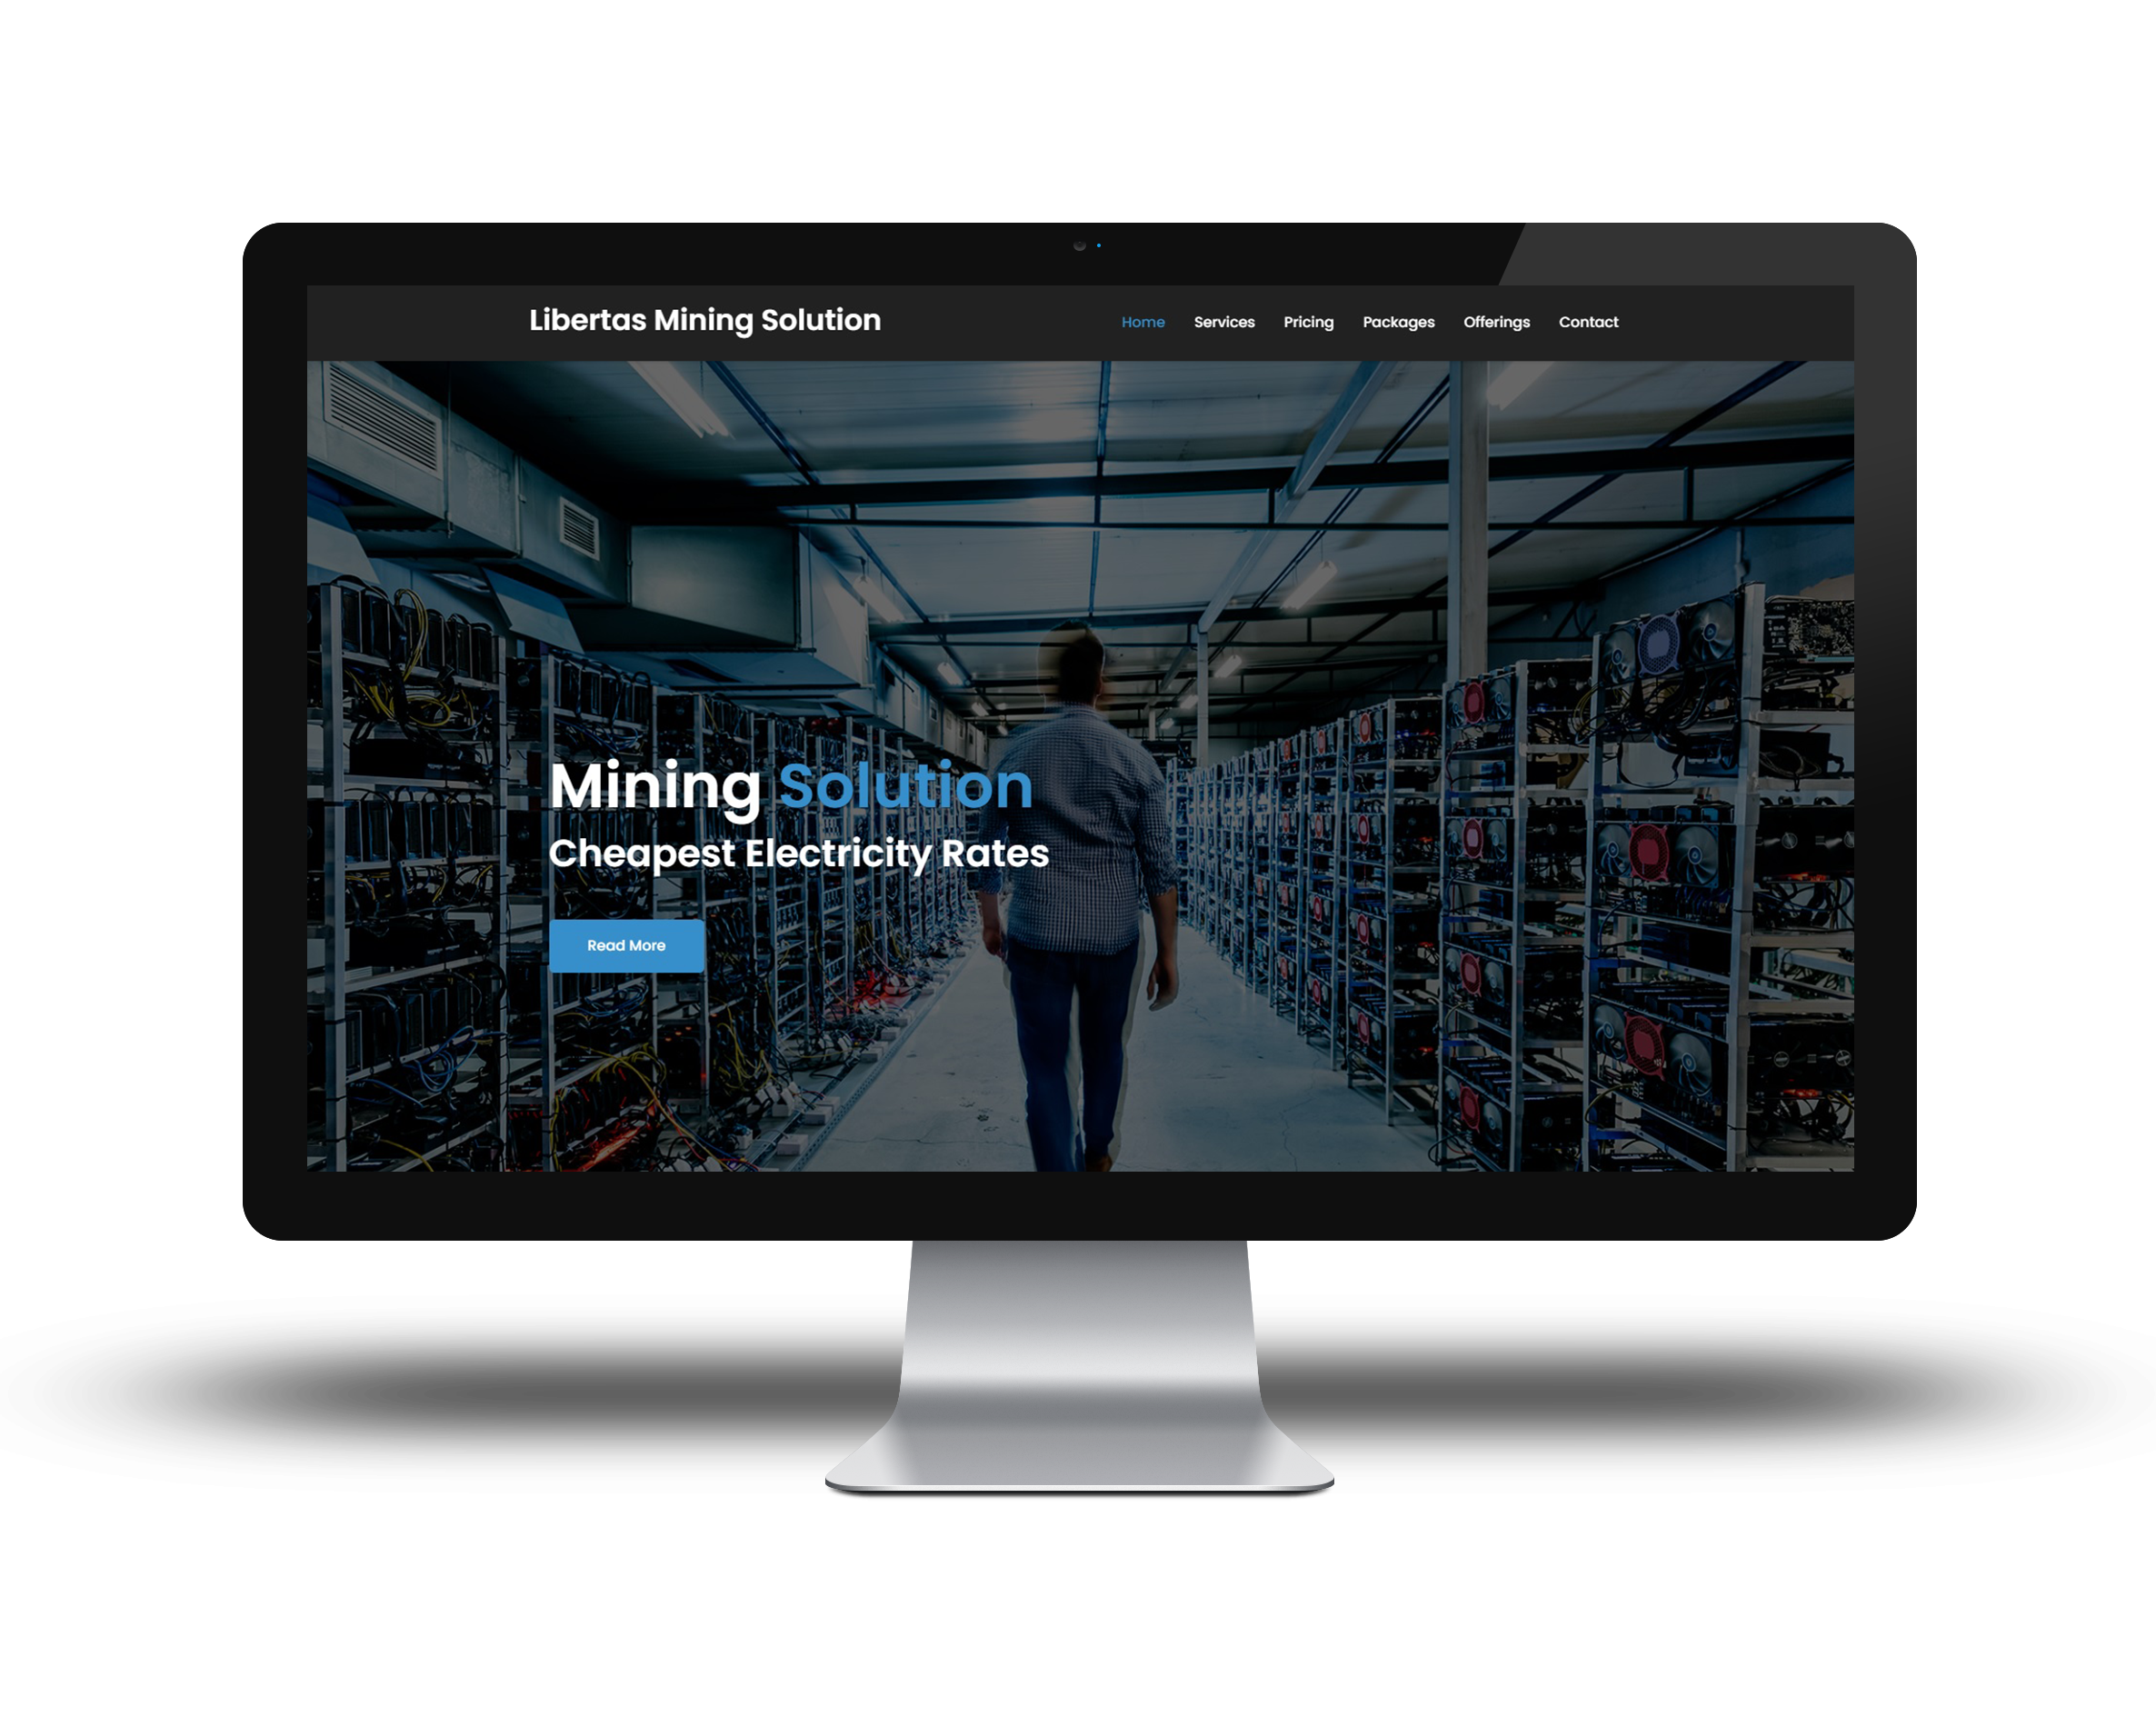 Libertas Mining Solution
Home Services Pricing Packages Offerings Contact
Mining Solution
Cheapest Electricity Rates
Read More